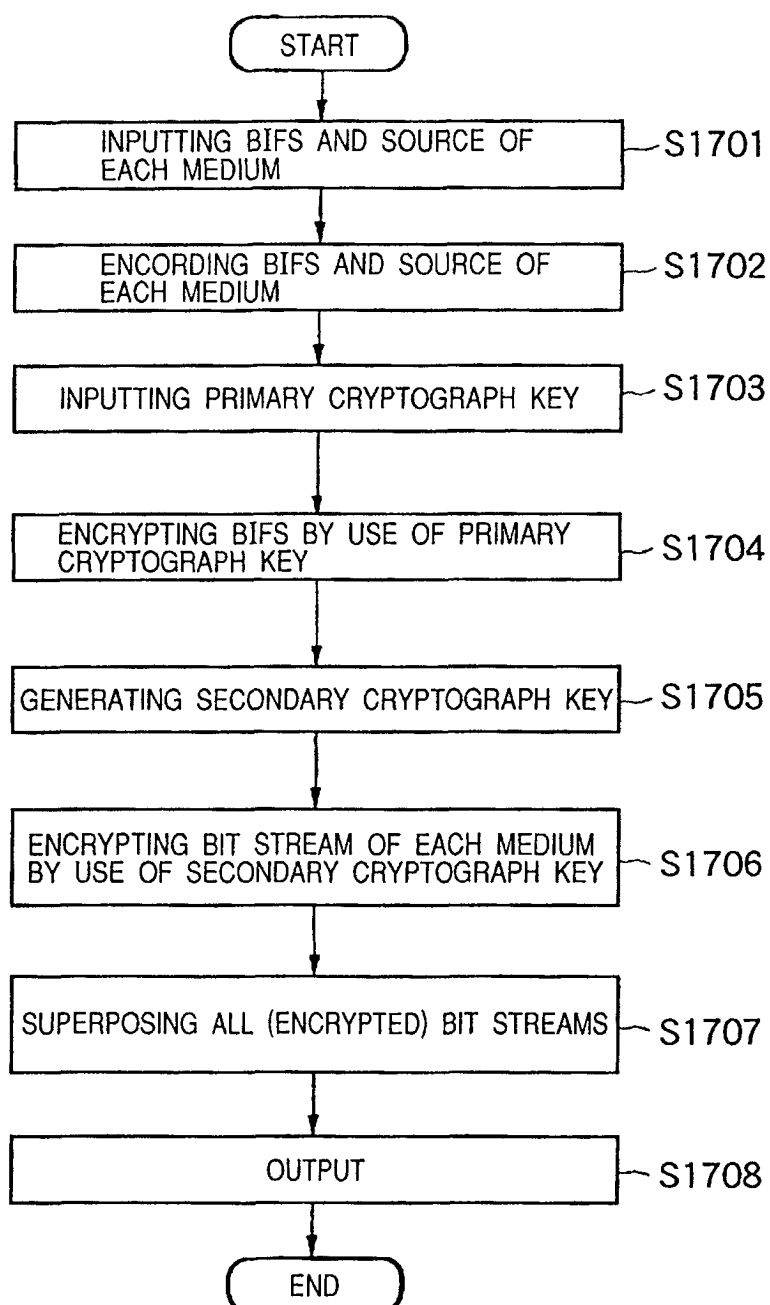 START
INPUTTING BIFS AND SOURCE OF
EACH MEDIUM
S1701
ENCORDING BIFS AND SOURCE OF
EACH MEDIUM
S1702
INPUTTING PRIMARY CRYPTOGRAPH KEY
S1703
ENCRYPTING BIFS BY USE OF PRIMARY
CRYPTOGRAPH KEY
S1704
GENERATING SECONDARY CRYPTOGRAPH KEY
S1705
ENCRYPTING BIT STREAM OF EACH MEDIUM
BY USE OF SECONDARY CRYPTOGRAPH KEY
S1706
SUPERPOSING ALL (ENCRYPTED) BIT STREAMS
S1707
OUTPUT
S1708
END